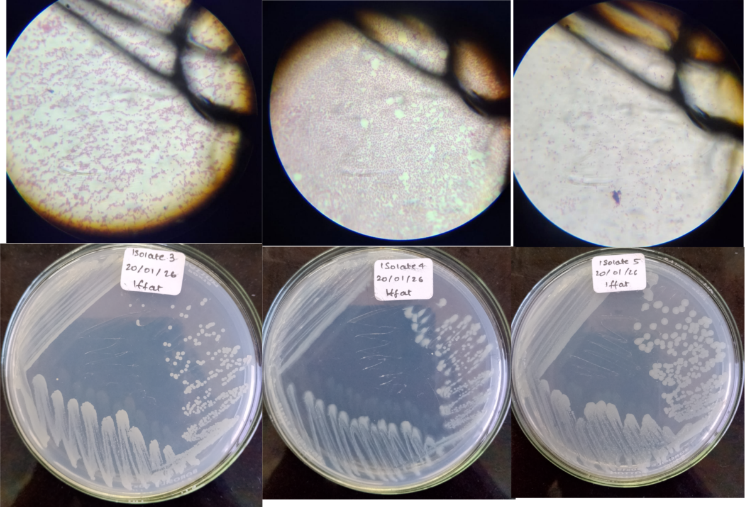 Isolate 3
20/01/26
Iffat
Isolate 4
20/01/26
Iffat
Isolate 5
20/01/26
Iffat